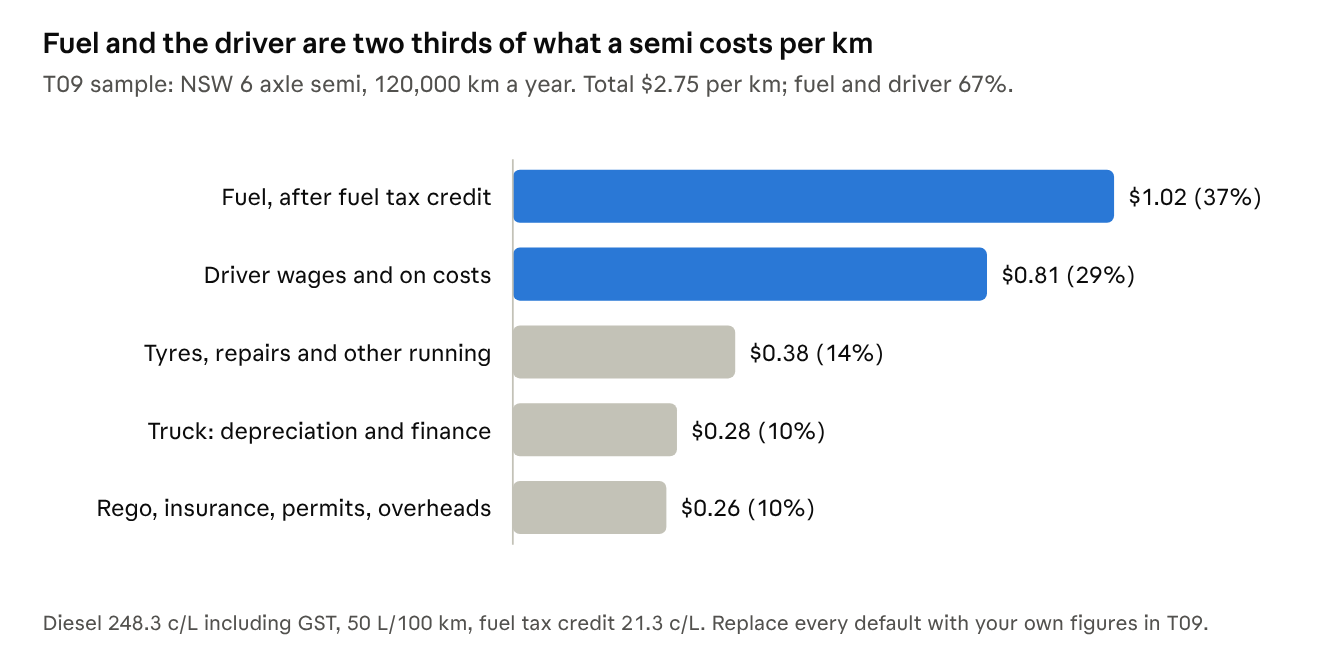 Fuel and the driver are two thirds of what a semi costs per km
T09 sample: NSW 6 axle semi, 120,000 km a year. Total $2.75 per km; fuel and driver 67%.
Fuel, after fuel tax credit $1.02 (37%)
Driver wages and on costs $0.81 (29%)
Tyres, repairs and other running $0.38 (14%)
Truck: depreciation and finance $0.28 (10%)
Rego, insurance, permits, overheads $0.26 (10%)
Diesel 248.3 c/L including GST, 50 L/100 km, fuel tax credit 21.3 c/L. Replace every default with your own figures in T09.